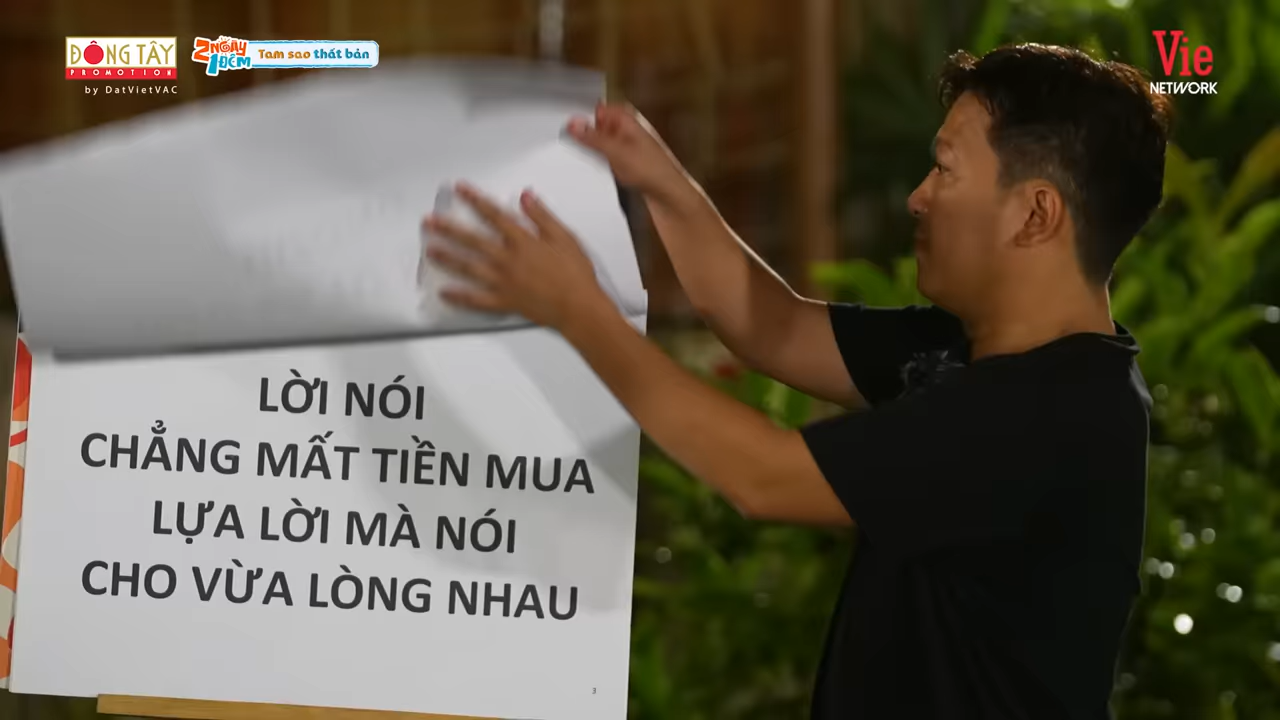 ĐÔNG TÂY
PROMOTION
by DatVietVAC
2 NGÀY 1 ĐÊM
Tam sao thất bản
Vie
NETWORK
LỜI NÓI
CHẲNG MẤT TIỀN MUA
LỰA LỜI MÀ NÓI
CHO VỪA LÒNG NHAU
3